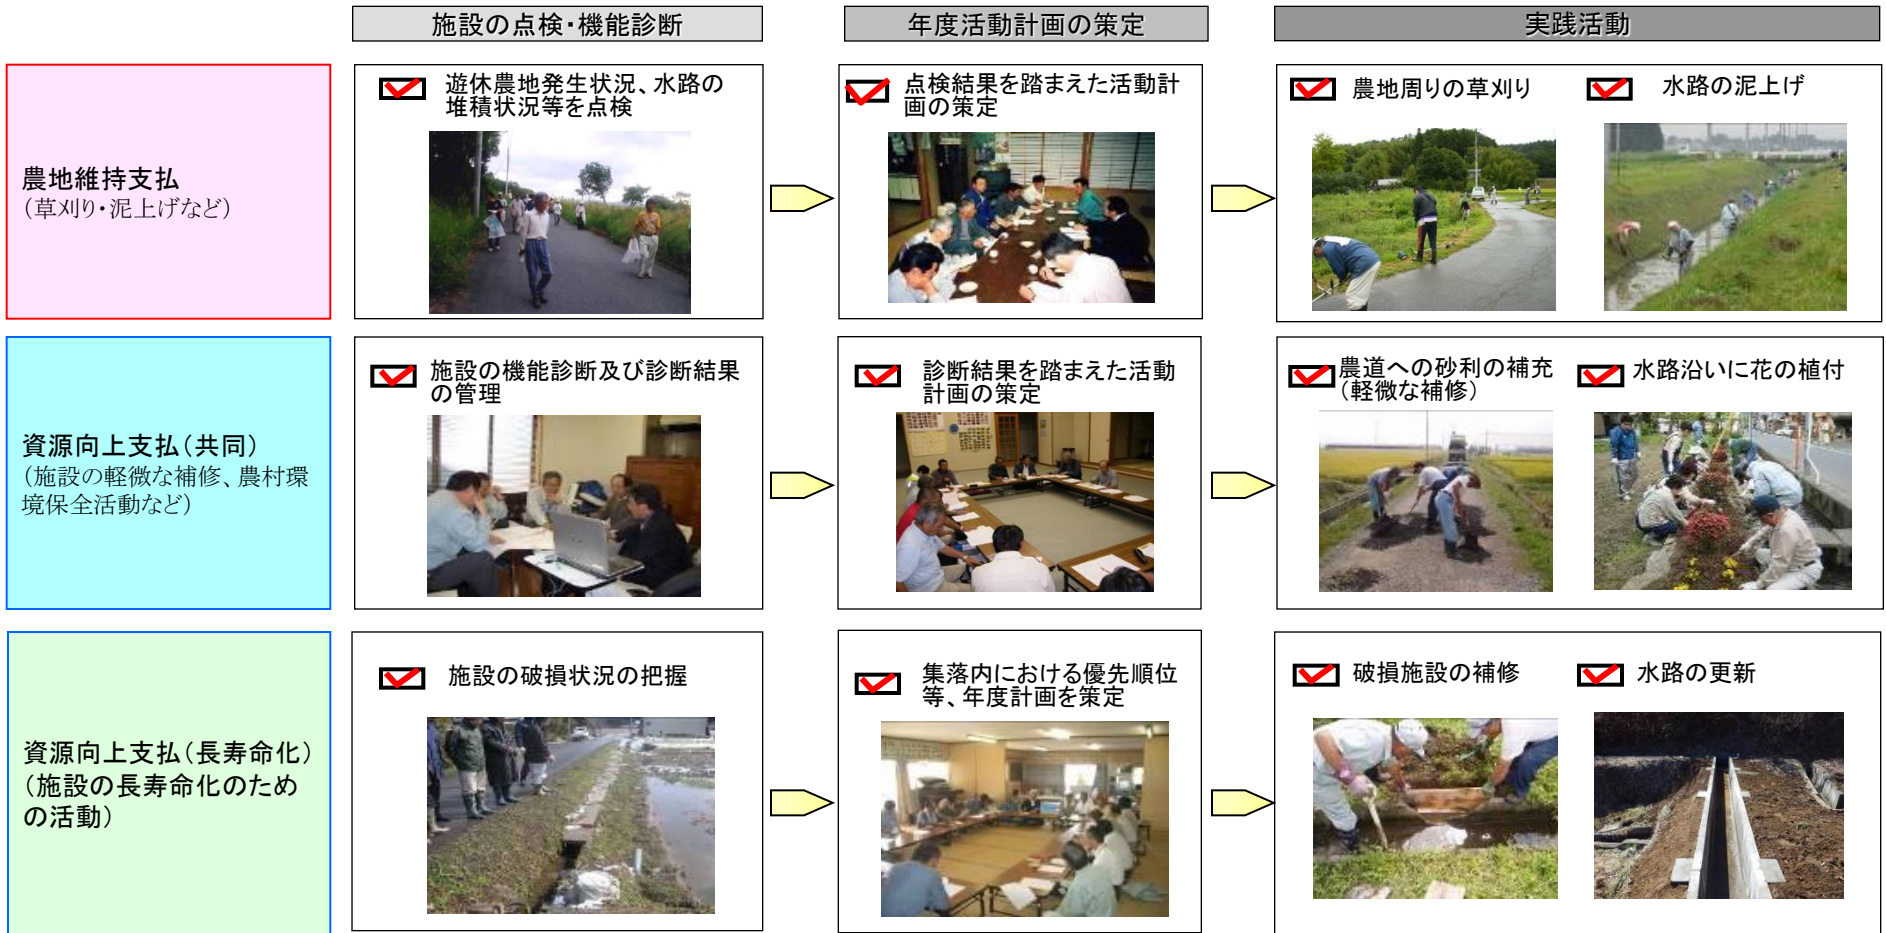 施設の点検・機能診断
年度活動計画の策定
実践活動
農地維持支払
（草刈り・泥上げなど）
遊休農地発生状況、水路の
堆積状況等を点検
点検結果を踏まえた活動計
画の策定
農地周りの草刈り
水路の泥上げ
資源向上支払（共同）
（施設の軽微な補修、農村環
境保全活動など）
施設の機能診断及び診断結果
の管理
診断結果を踏まえた活動
計画の策定
農道への砂利の補充
（軽微な補修）
水路沿いに花の植付
資源向上支払（長寿命化）
（施設の長寿命化のため
の活動）
施設の破損状況の把握
集落内における優先順位
等、年度計画を策定
破損施設の補修
水路の更新